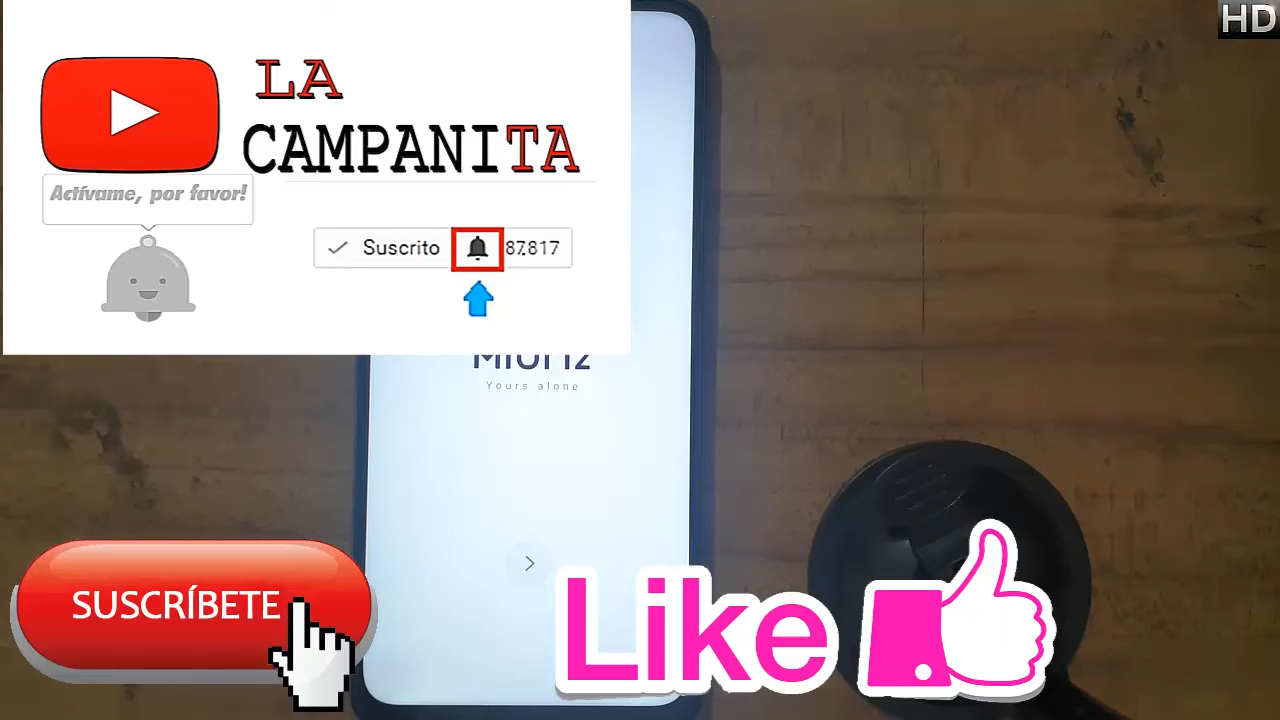 HD
LA
CAMPANITA
Actívame, por favor!
Suscrito 87.817
MIUI 12
Yours alone
SUSCRÍBETE
Like